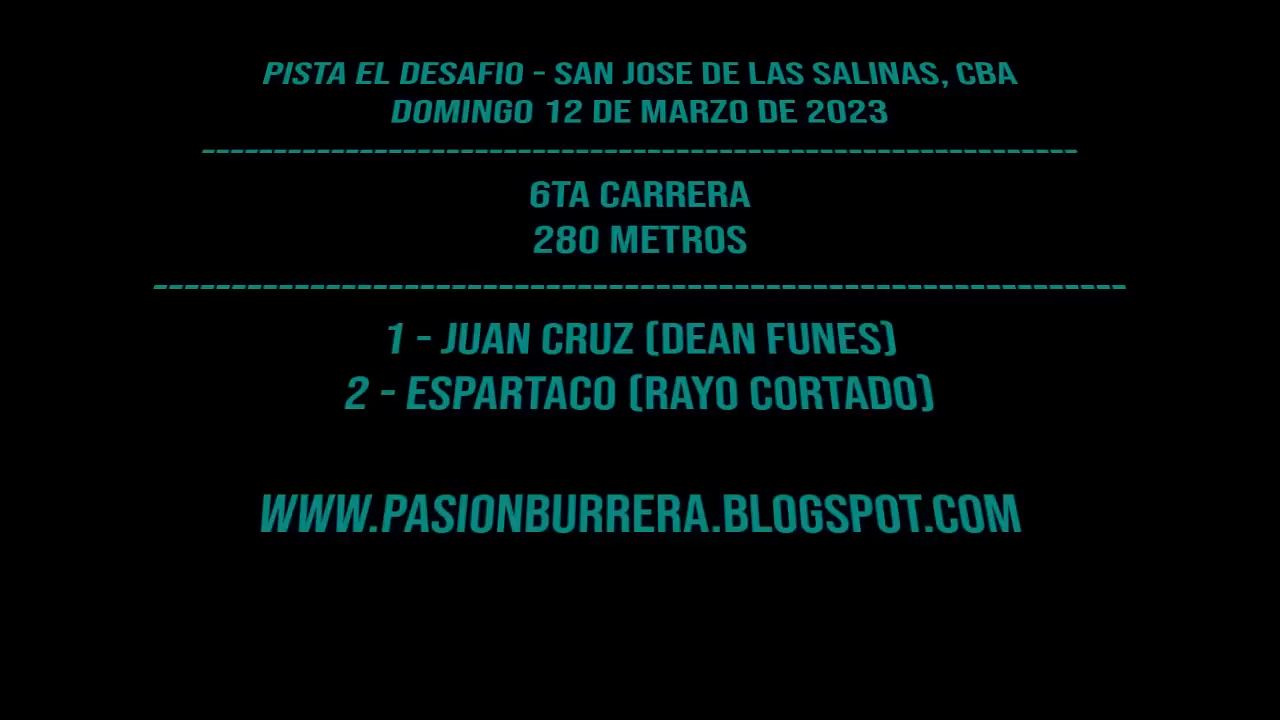 PISTA EL DESAFIO - SAN JOSE DE LAS SALINAS, CBA
DOMINGO 12 DE MARZO DE 2023
------------------------------------------------------------
6TA CARRERA
280 METROS
------------------------------------------------------------
1 - JUAN CRUZ (DEAN FUNES)
2 - ESPARTACO (RAYO CORTADO)
WWW.PASIONBURRERA.BLOGSPOT.COM